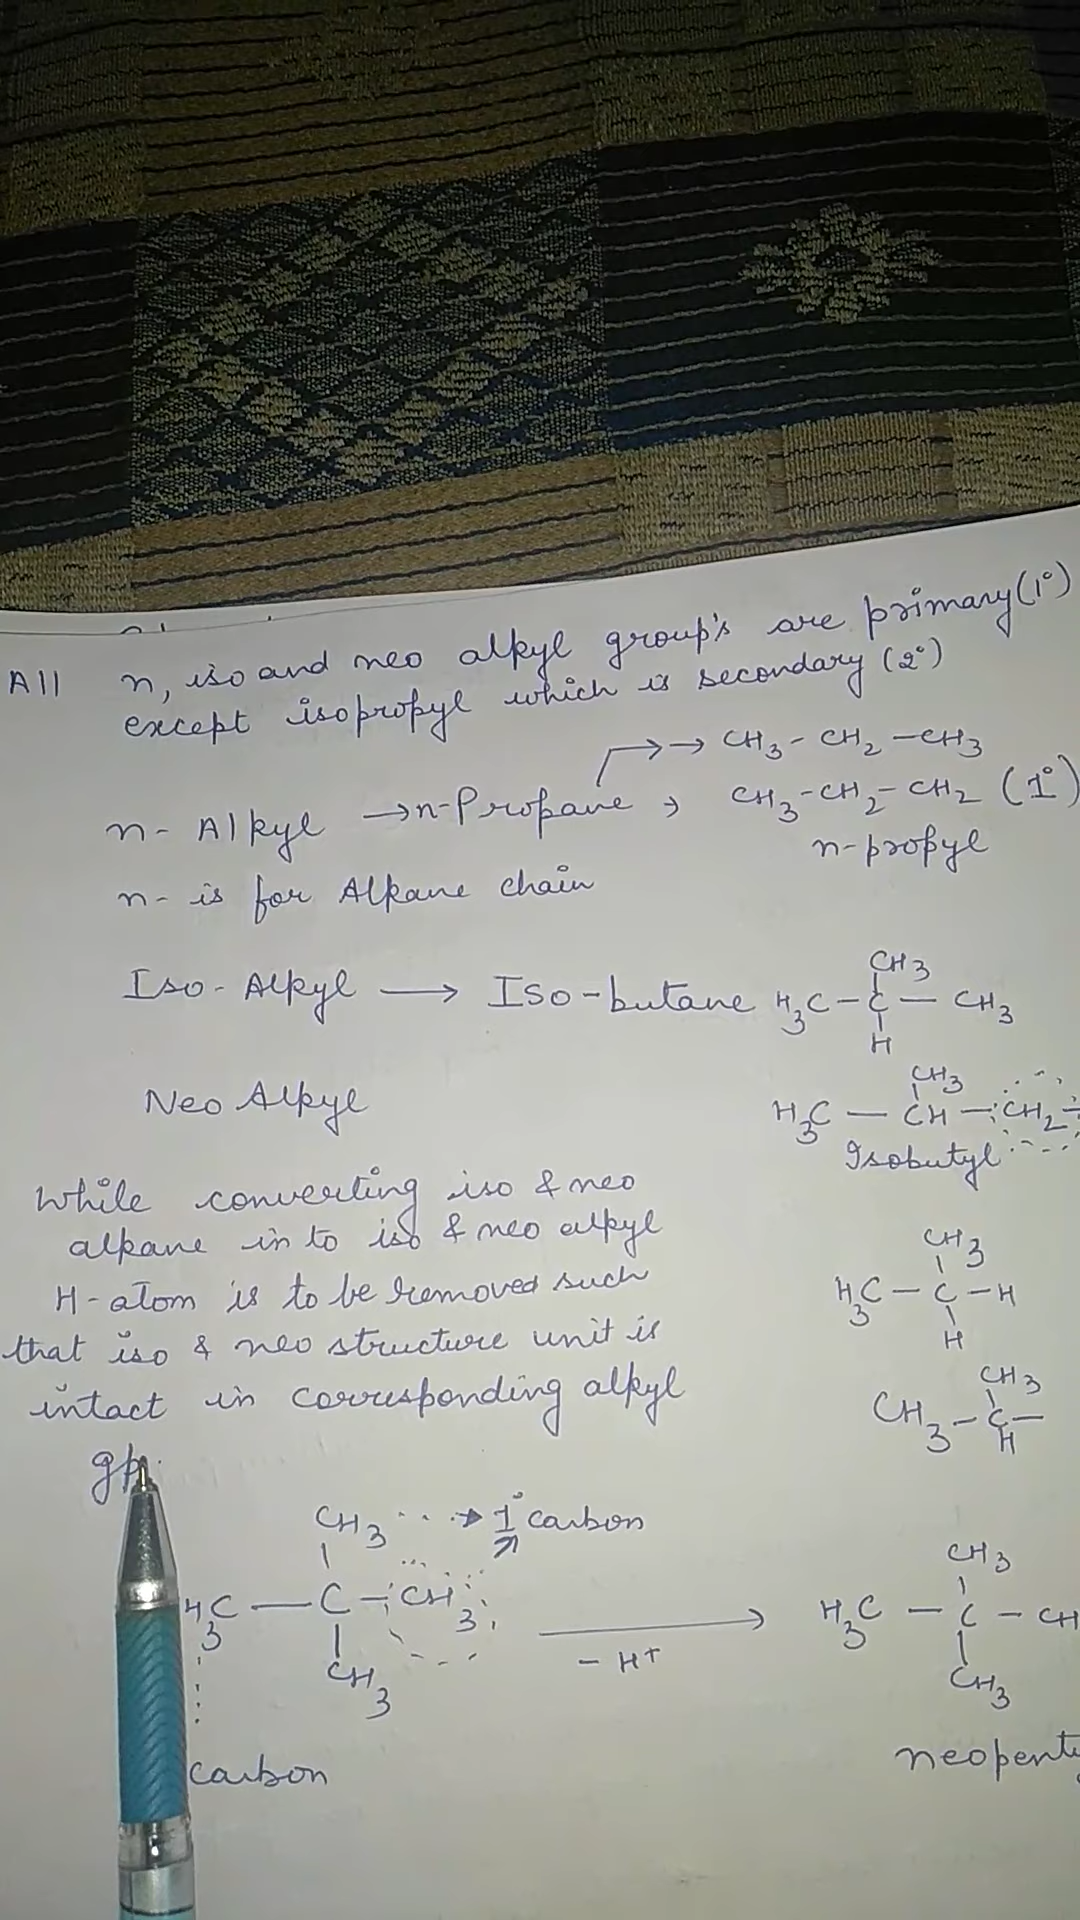 All n, iso and neo alkyl group's are primary (1°)
except isopropyl which is secondary (2°)
→→ CH3 - CH2 - CH3
n- Alkyl → n-Propane → CH3 - CH2 - CH2 (1°)
n-propyl
n- is for Alkane chain
CH3
Iso - Alkyl → Iso-butane H3C - C - CH3
H
CH3
Neo Alkyl H3C - CH - CH2 -
Isobutyl
While converting iso & neo
alkane in to iso & neo alkyl
CH3
H-atom is to be removed such H3C - C - H
H
that iso & neo structure unit is
intact in corresponding alkyl
CH3
CH3 - C -
H
gp.
CH3 ...→ 1° carbon
CH3
H3C - C - CH3 → H3C - C - CH
- H+
CH3
CH3
carbon
neopenty